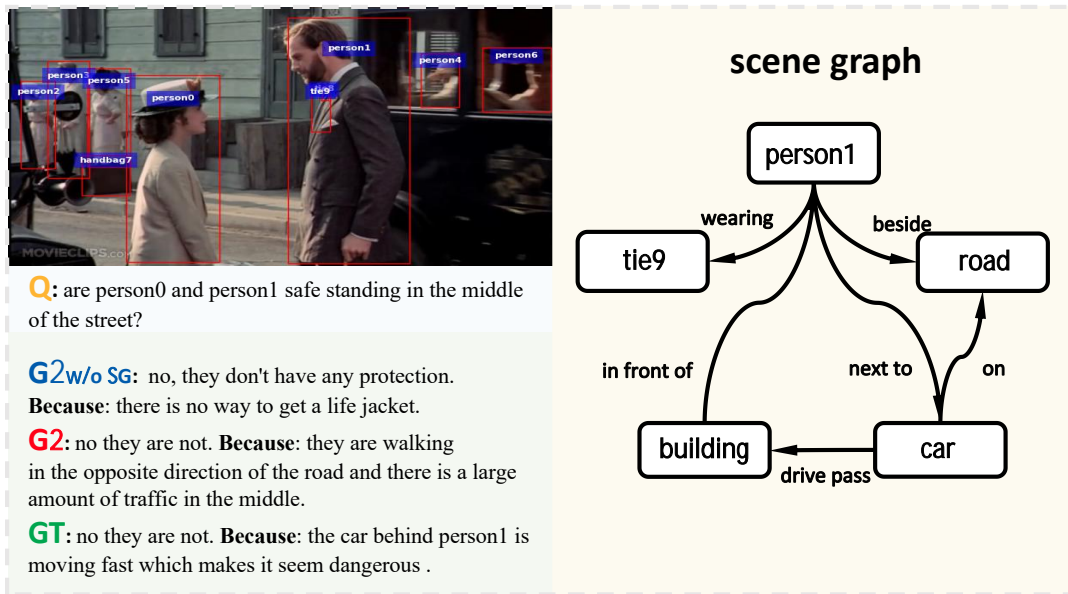 person1
person4
person6
person3
person5
person2
person0
tie9
handbag7
MOVIECLIPS.co
Q: are person0 and person1 safe standing in the middle
of the street?
G2w/o SG: no, they don't have any protection.
Because: there is no way to get a life jacket.
G2: no they are not. Because: they are walking
in the opposite direction of the road and there is a large
amount of traffic in the middle.
GT: no they are not. Because: the car behind person1 is
moving fast which makes it seem dangerous .
scene graph
person1
wearing
beside
tie9
road
in front of
next to
on
building
car
drive pass